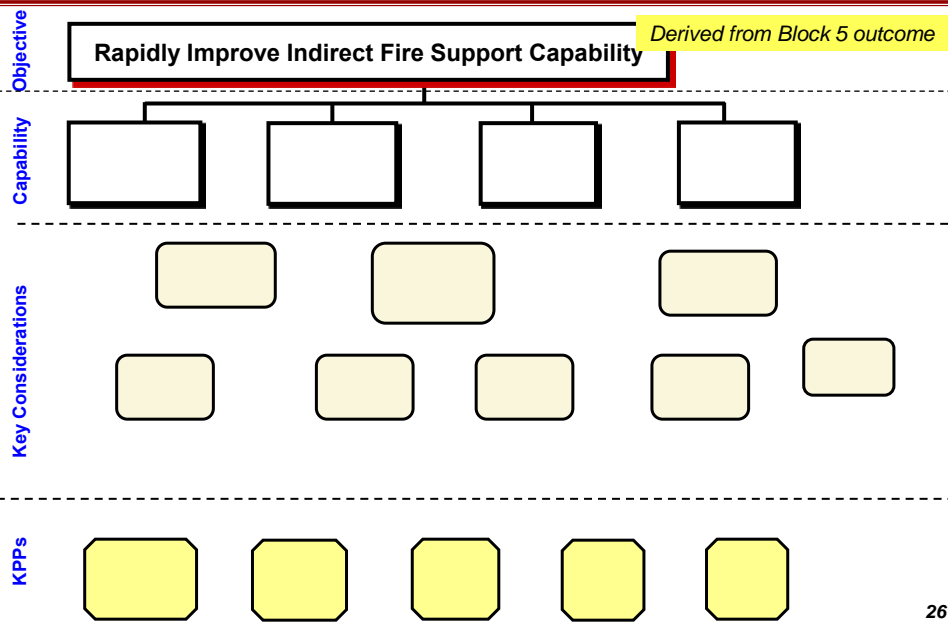 Objective
Rapidly Improve Indirect Fire Support Capability
Derived from Block 5 outcome
Capability
Key Considerations
KPPs
26